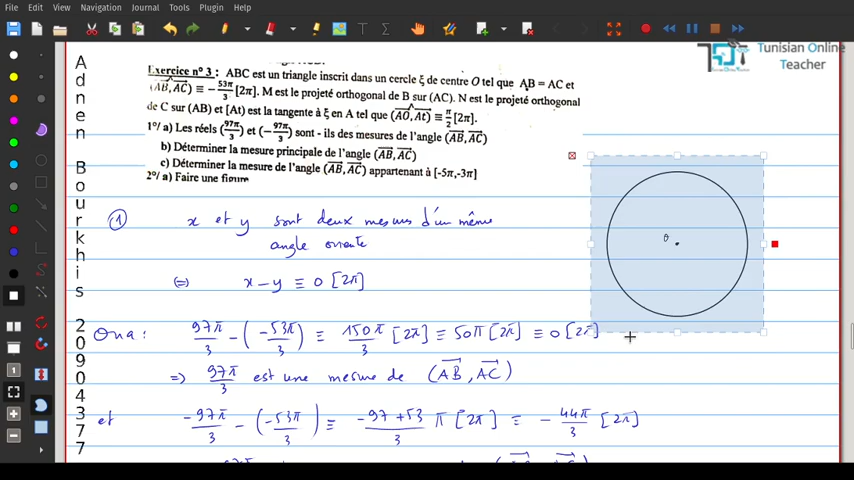 File Edit View Journal Orthogonal Tools Plugin Help
Tunisian Online
Teacher
Adnen Bourkhis 20904377
Exercice n° 3 : ABC est un triangle inscrit dans un cercle ξ de centre O tel que AB = AC et
(AB, AC) ≡ -53π/3 [2π]. M est le projeté orthogonal de B sur (AC). N est le projeté orthogonal
de C sur (AB) et [At) est la tangente à ξ en A tel que (AO, At) ≡ π/2 [2π].
1°/ a) Les réels (97π/3) et (-97π/3) sont - ils des mesures de l'angle (AB, AC)
b) Déterminer la mesure principale de l'angle (AB, AC)
c) Déterminer la mesure de l'angle (AB, AC) appartenant à [-5π,-3π]
2°/ a) Faire une figure
① x et y sont deux mesures d'un même
angle orienté
⇔ x - y ≡ 0 [2π]
O
On a : 97π/3 - (-53π/3) ≡ 150π/3 [2π] ≡ 50π [2π] ≡ 0 [2π]
⇒ 97π/3 est une mesure de (AB, AC)
et -97π/3 - (-53π/3) ≡ -97+53/3 π [2π] ≡ -44π/3 [2π]